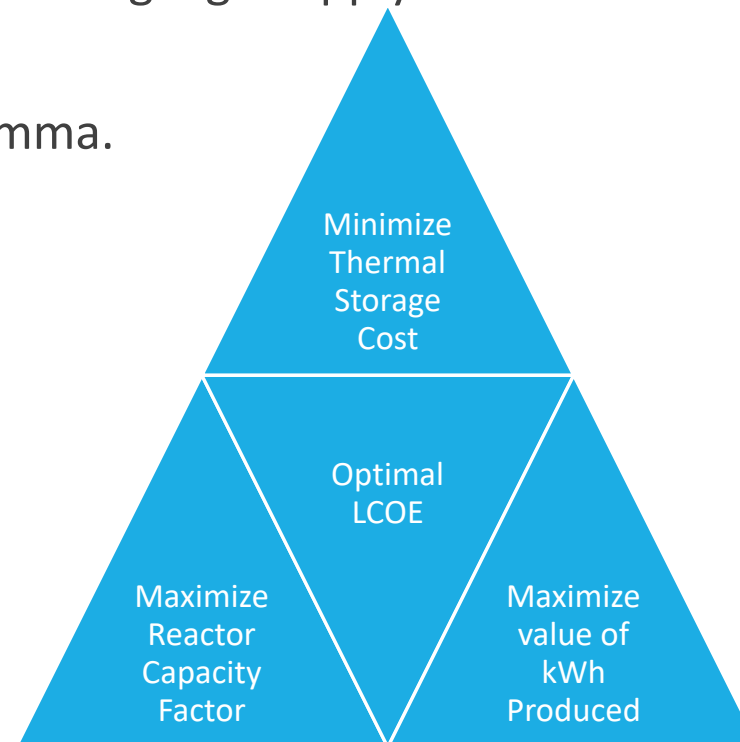 mma.
Minimize
Thermal
Storage
Cost
Optimal
LCOE
Maximize
Reactor
Capacity
Factor
Maximize
value of
kWh
Produced